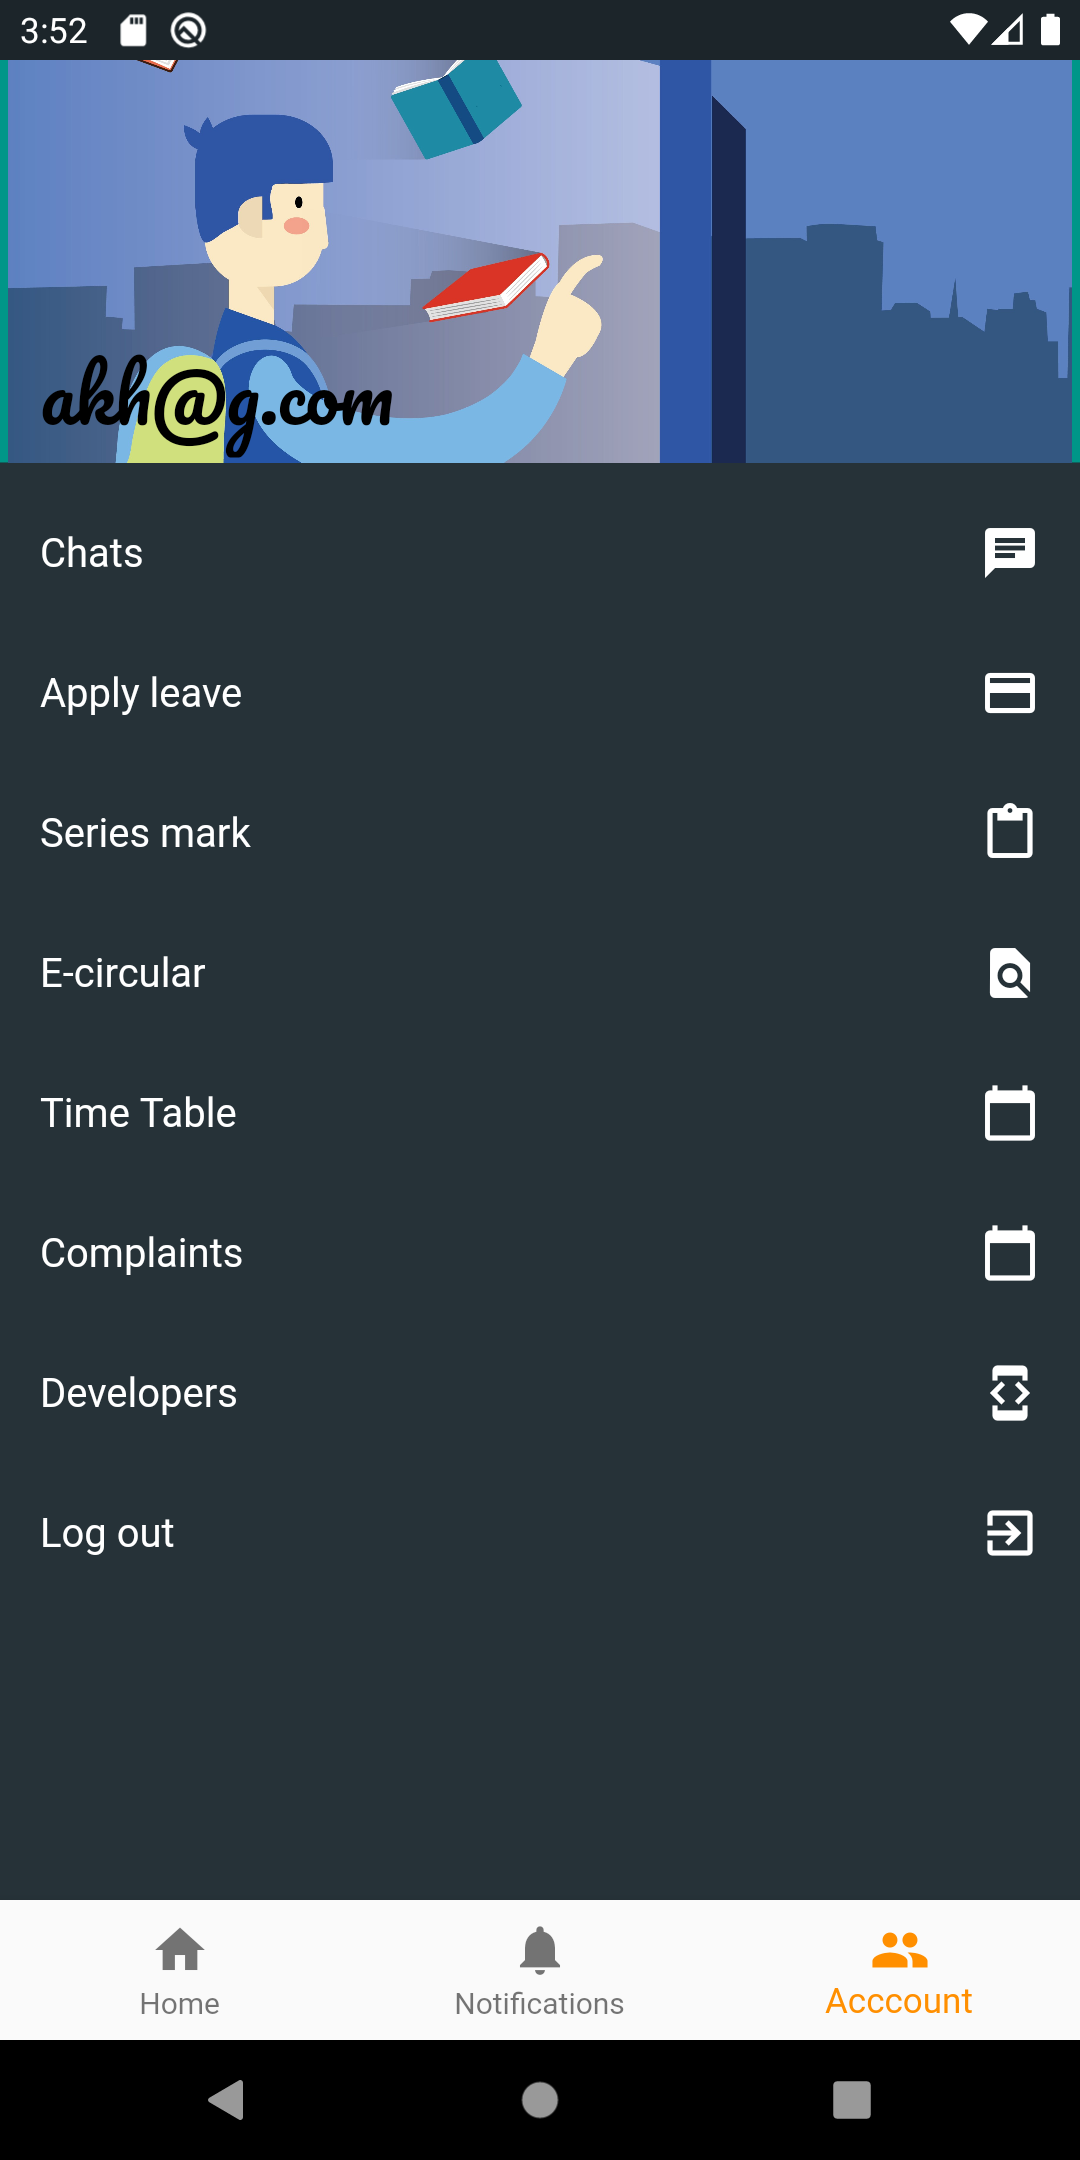 3:52
akh@g.com
Chats
Apply leave
Series mark
E-circular
Time Table
Complaints
Developers
Log out
Home
Notifications
Acccount